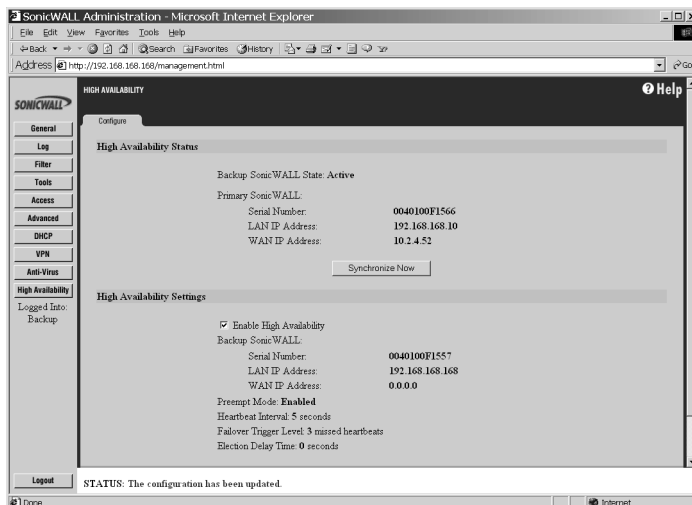 SonicWALL Administration - Microsoft Internet Explorer
File Edit View Favorites Tools Help
Back Search Favorites History
Address http://192.168.168.168/management.html Go
SONICWALL
HIGH AVAILABILITY
Help
Configure
General
Log
Filter
Tools
Access
Advanced
DHCP
VPN
Anti-Virus
High Availability
Logged Into:
Backup
Logout
High Availability Status
Backup SonicWALL State: Active
Primary SonicWALL:
Serial Number: 0040100F1566
LAN IP Address: 192.168.168.10
WAN IP Address: 10.2.4.52
Synchronize Now
High Availability Settings
Enable High Availability
Backup SonicWALL:
Serial Number: 0040100F1557
LAN IP Address: 192.168.168.168
WAN IP Address: 0.0.0.0
Preempt Mode: Enabled
Heartbeat Interval: 5 seconds
Failover Trigger Level: 3 missed heartbeats
Election Delay Time: 0 seconds
STATUS: The configuration has been updated.
Done Internet